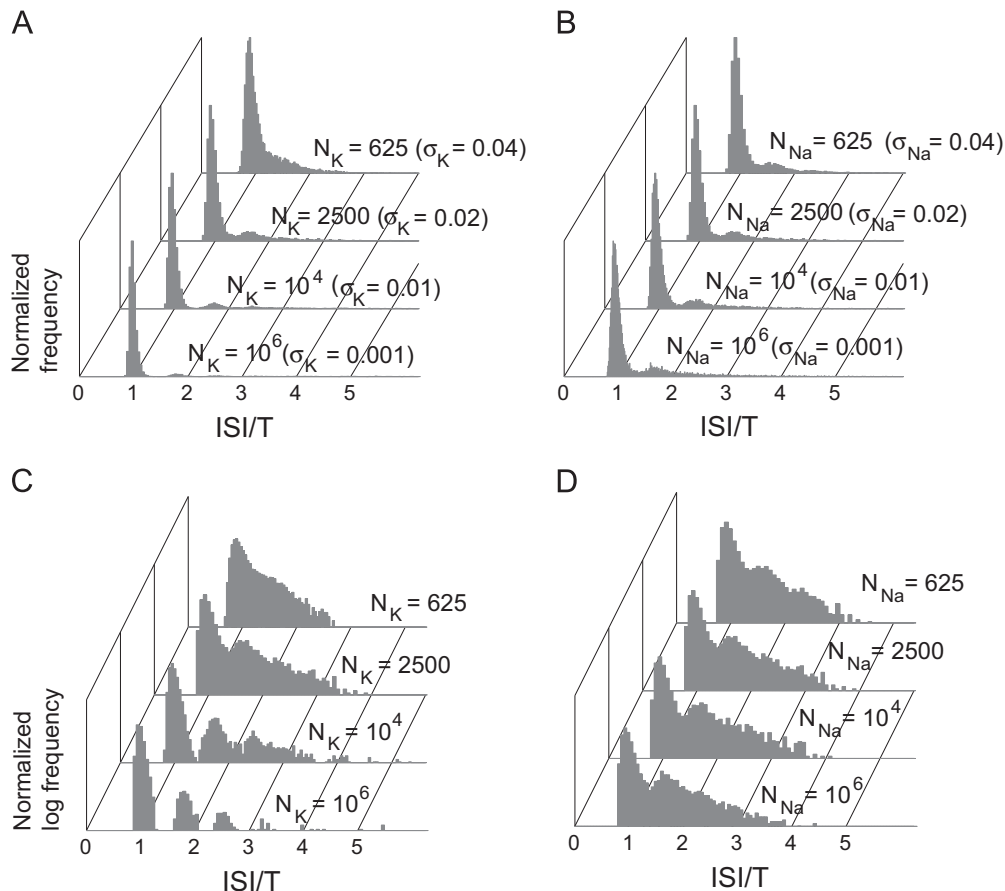 A
B
N_K = 625 (σ_K = 0.04)
N_K = 2500 (σ_K = 0.02)
N_K = 10^4 (σ_K = 0.01)
N_K = 10^6 (σ_K = 0.001)
Normalized
frequency
0 1 2 3 4 5
ISI/T
N_Na = 625 (σ_Na = 0.04)
N_Na = 2500 (σ_Na = 0.02)
N_Na = 10^4 (σ_Na = 0.01)
N_Na = 10^6 (σ_Na = 0.001)
Normalized
frequency
0 1 2 3 4 5
ISI/T
C
D
N_K = 625
N_K = 2500
N_K = 10^4
N_K = 10^6
Normalized
log frequency
0 1 2 3 4 5
ISI/T
N_Na = 625
N_Na = 2500
N_Na = 10^4
N_Na = 10^6
Normalized
log frequency
0 1 2 3 4 5
ISI/T